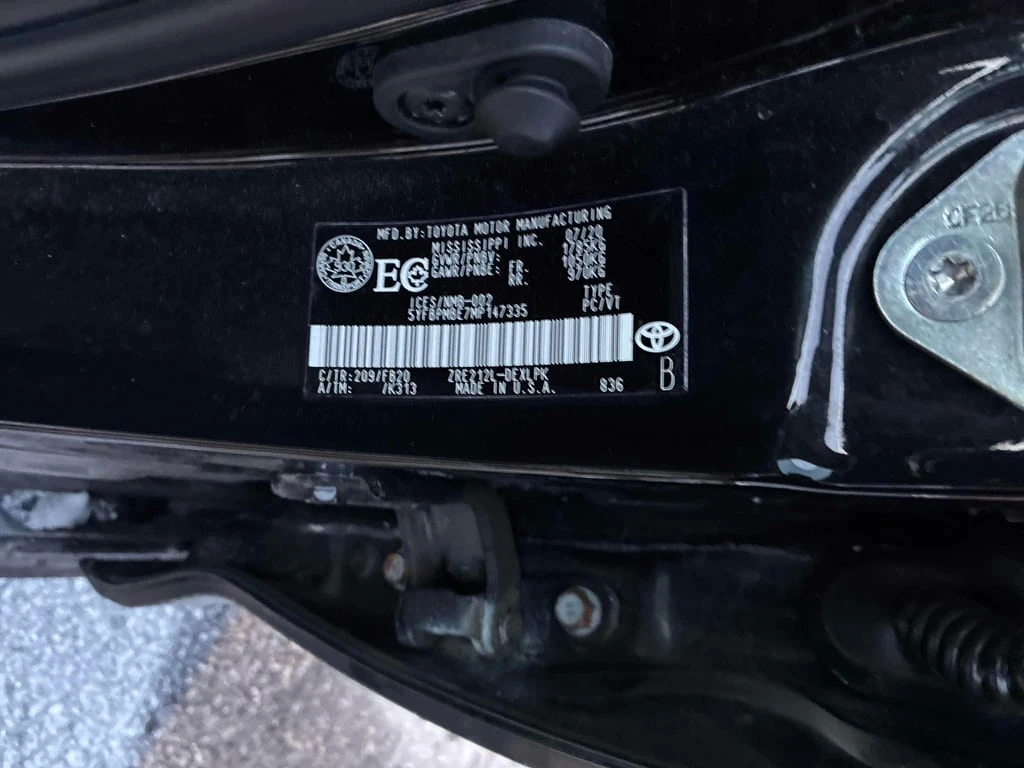 MFD.BY:TOYOTA MOTOR MANUFACTURING
MISSISSIPPI INC. 07/20
GVWR/PNBV: 1785KG
GAWR/PNBE: FR. 1050KG
RR. 970KG
EC
ICES/NMB-002 TYPE
5YFBPMBE7MP147335 PC/VT
C/TR:209/FB20 ZRE212L-DEXLPK
A/TM: /K313 MADE IN U.S.A. 836
B